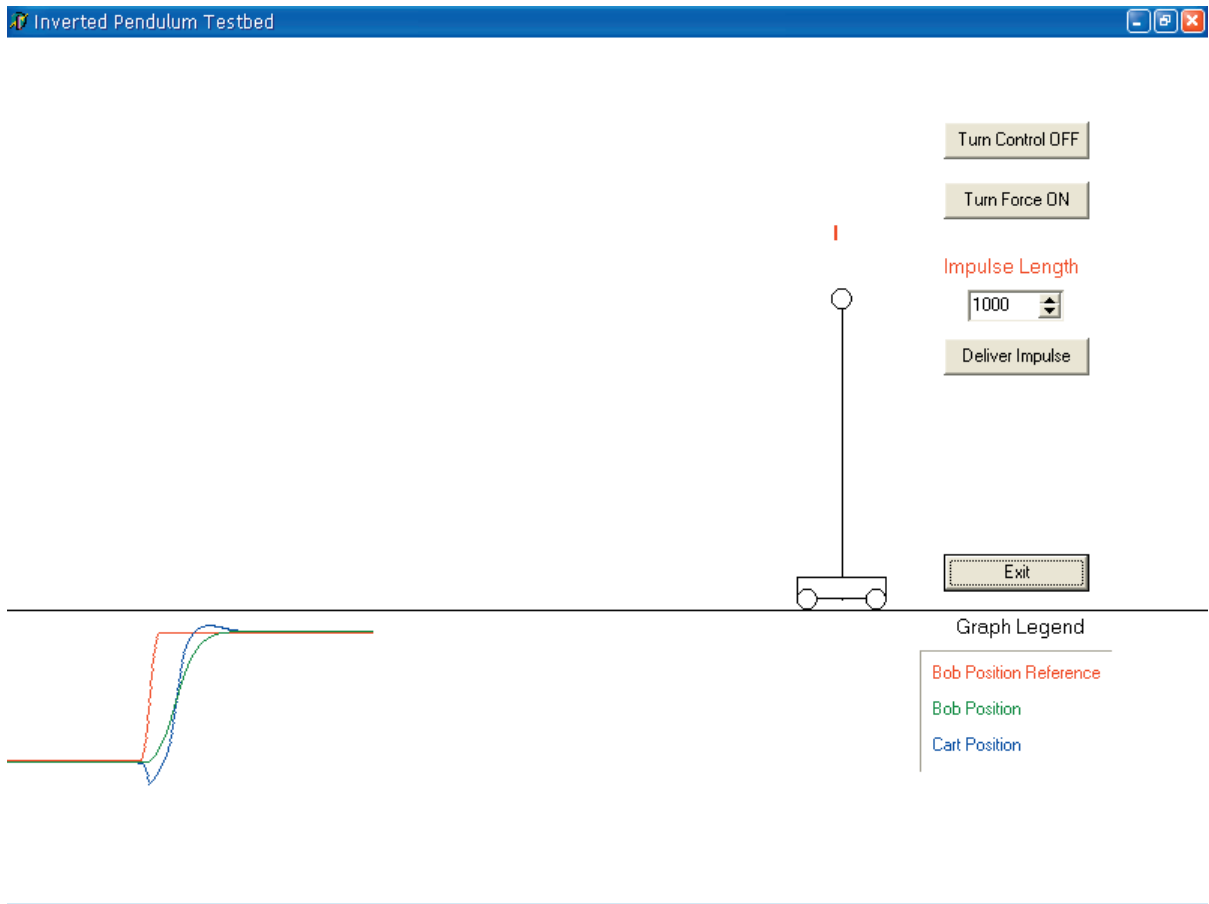 Inverted Pendulum Testbed
Turn Control OFF
Turn Force ON
Impulse Length
1000
Deliver Impulse
Exit
Graph Legend
Bob Position Reference
Bob Position
Cart Position